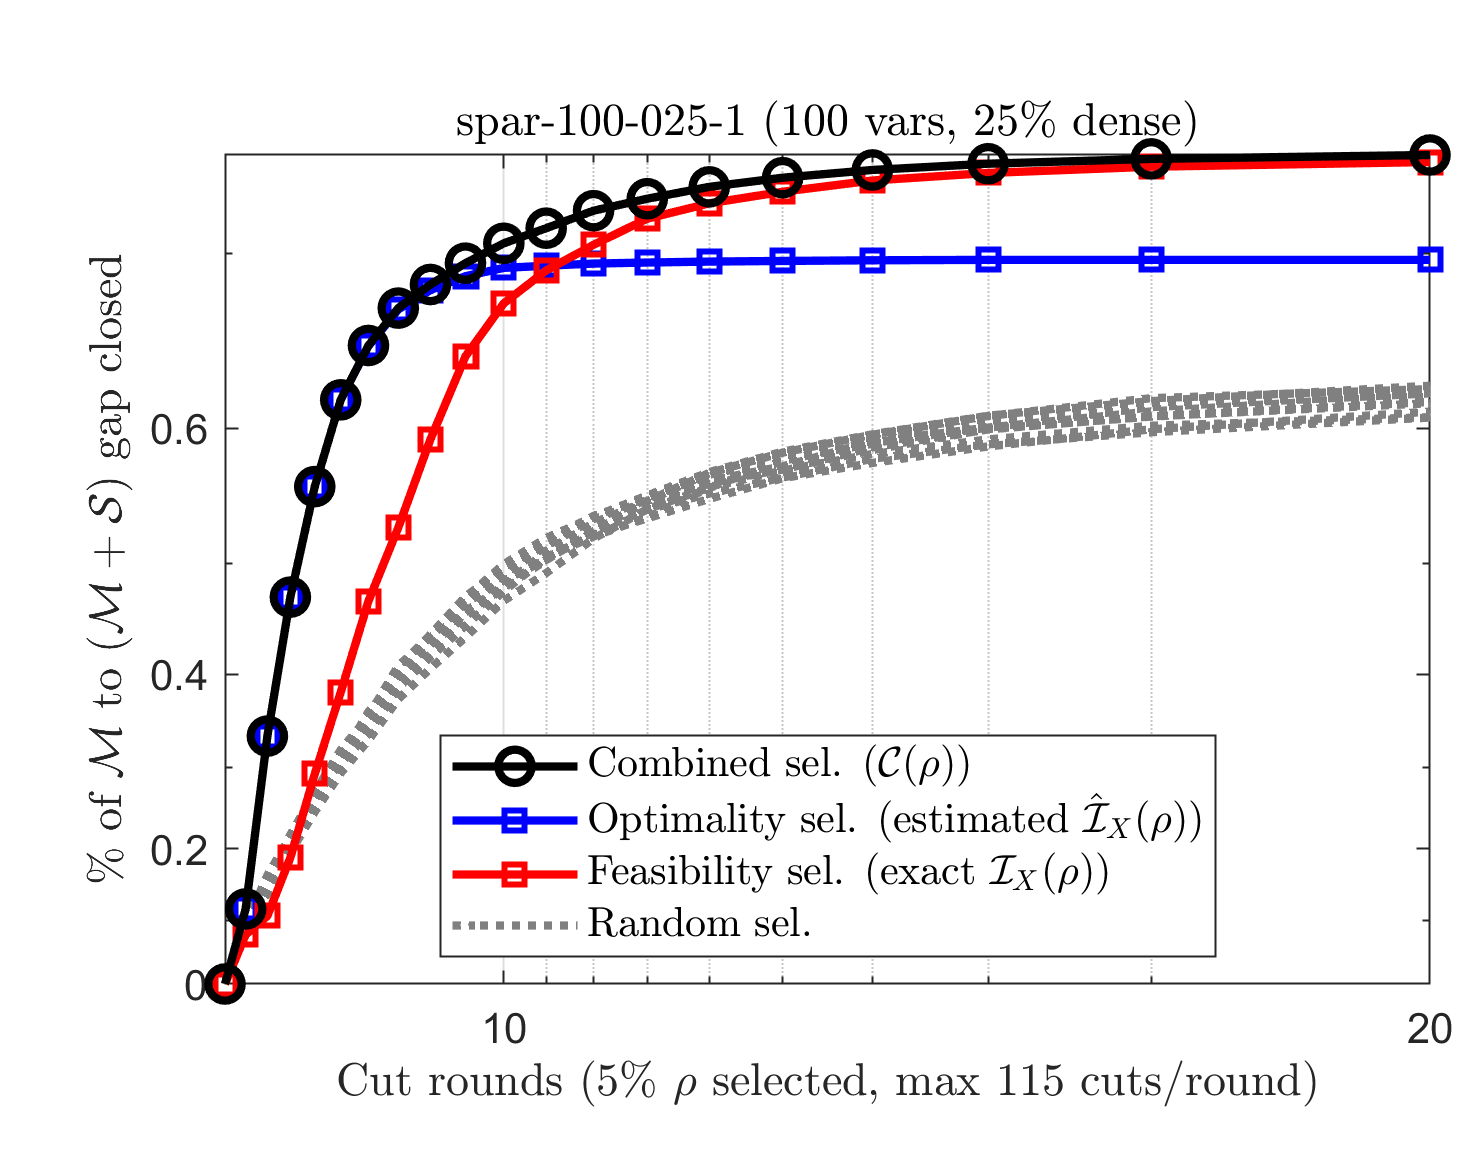 spar-100-025-1 (100 vars, 25% dense)
% of ℳ to (ℳ + 𝒮) gap closed
0.6
0.4
0.2
0
Combined sel. (𝒞(ρ))
Optimality sel. (estimated ℐ̂_X(ρ))
Feasibility sel. (exact ℐ_X(ρ))
Random sel.
10
20
Cut rounds (5% ρ selected, max 115 cuts/round)